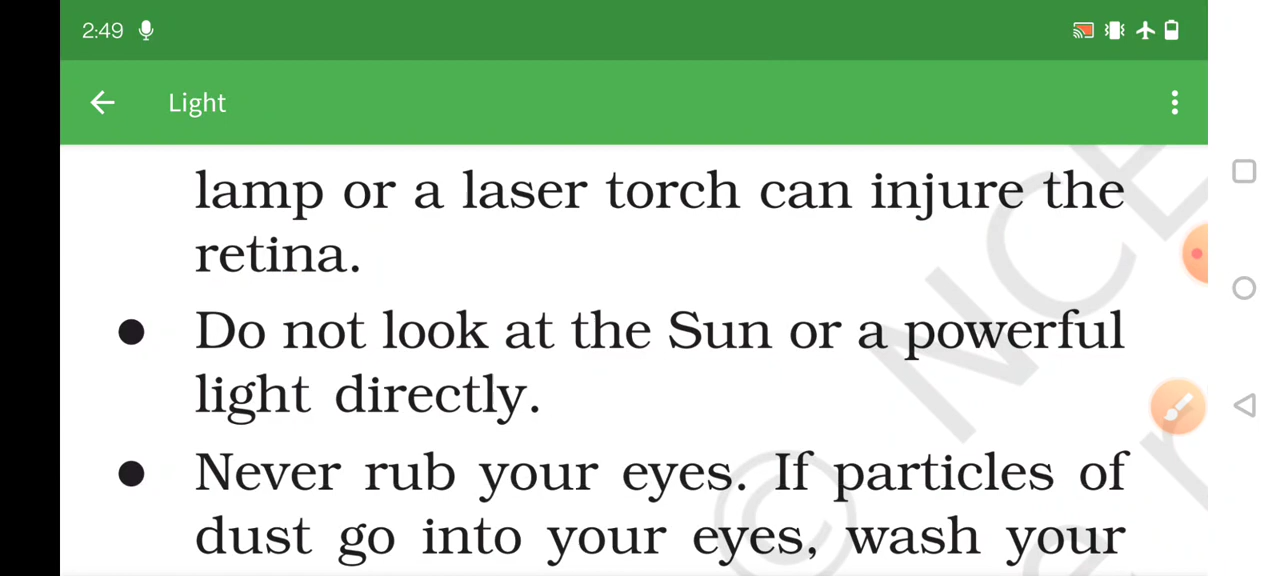 2:49
Light
lamp or a laser torch can injure the
retina.
● Do not look at the Sun or a powerful
light directly.
● Never rub your eyes. If particles of
dust go into your eyes, wash your
© NCE